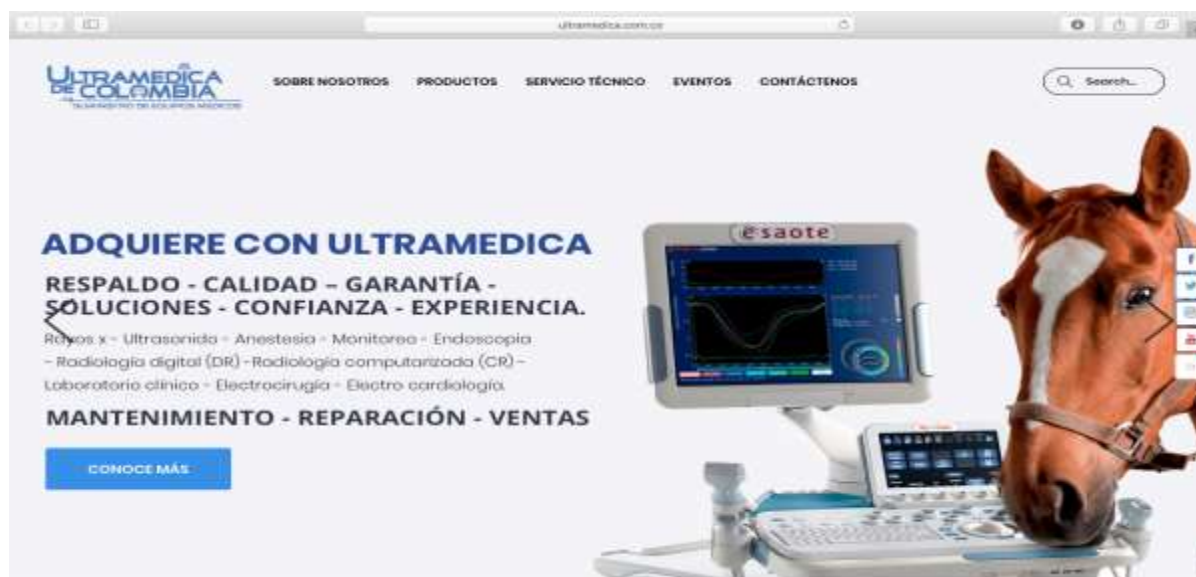 ultramedica.com.co
ULTRAMEDICA
DE COLOMBIA
SOBRE NOSOTROS PRODUCTOS SERVICIO TÉCNICO EVENTOS CONTÁCTENOS
Search...
ADQUIERE CON ULTRAMEDICA
RESPALDO - CALIDAD – GARANTÍA -
SOLUCIONES - CONFIANZA - EXPERIENCIA.
Rayos x - Ultrasonido - Anestesia - Monitoreo - Endoscopia
- Radiología digital (DR) -Radiología computarizada (CR) -
Laboratorio clínico - Electrocirugía - Electro cardiología.
MANTENIMIENTO - REPARACIÓN - VENTAS
CONOCE MÁS
esaote